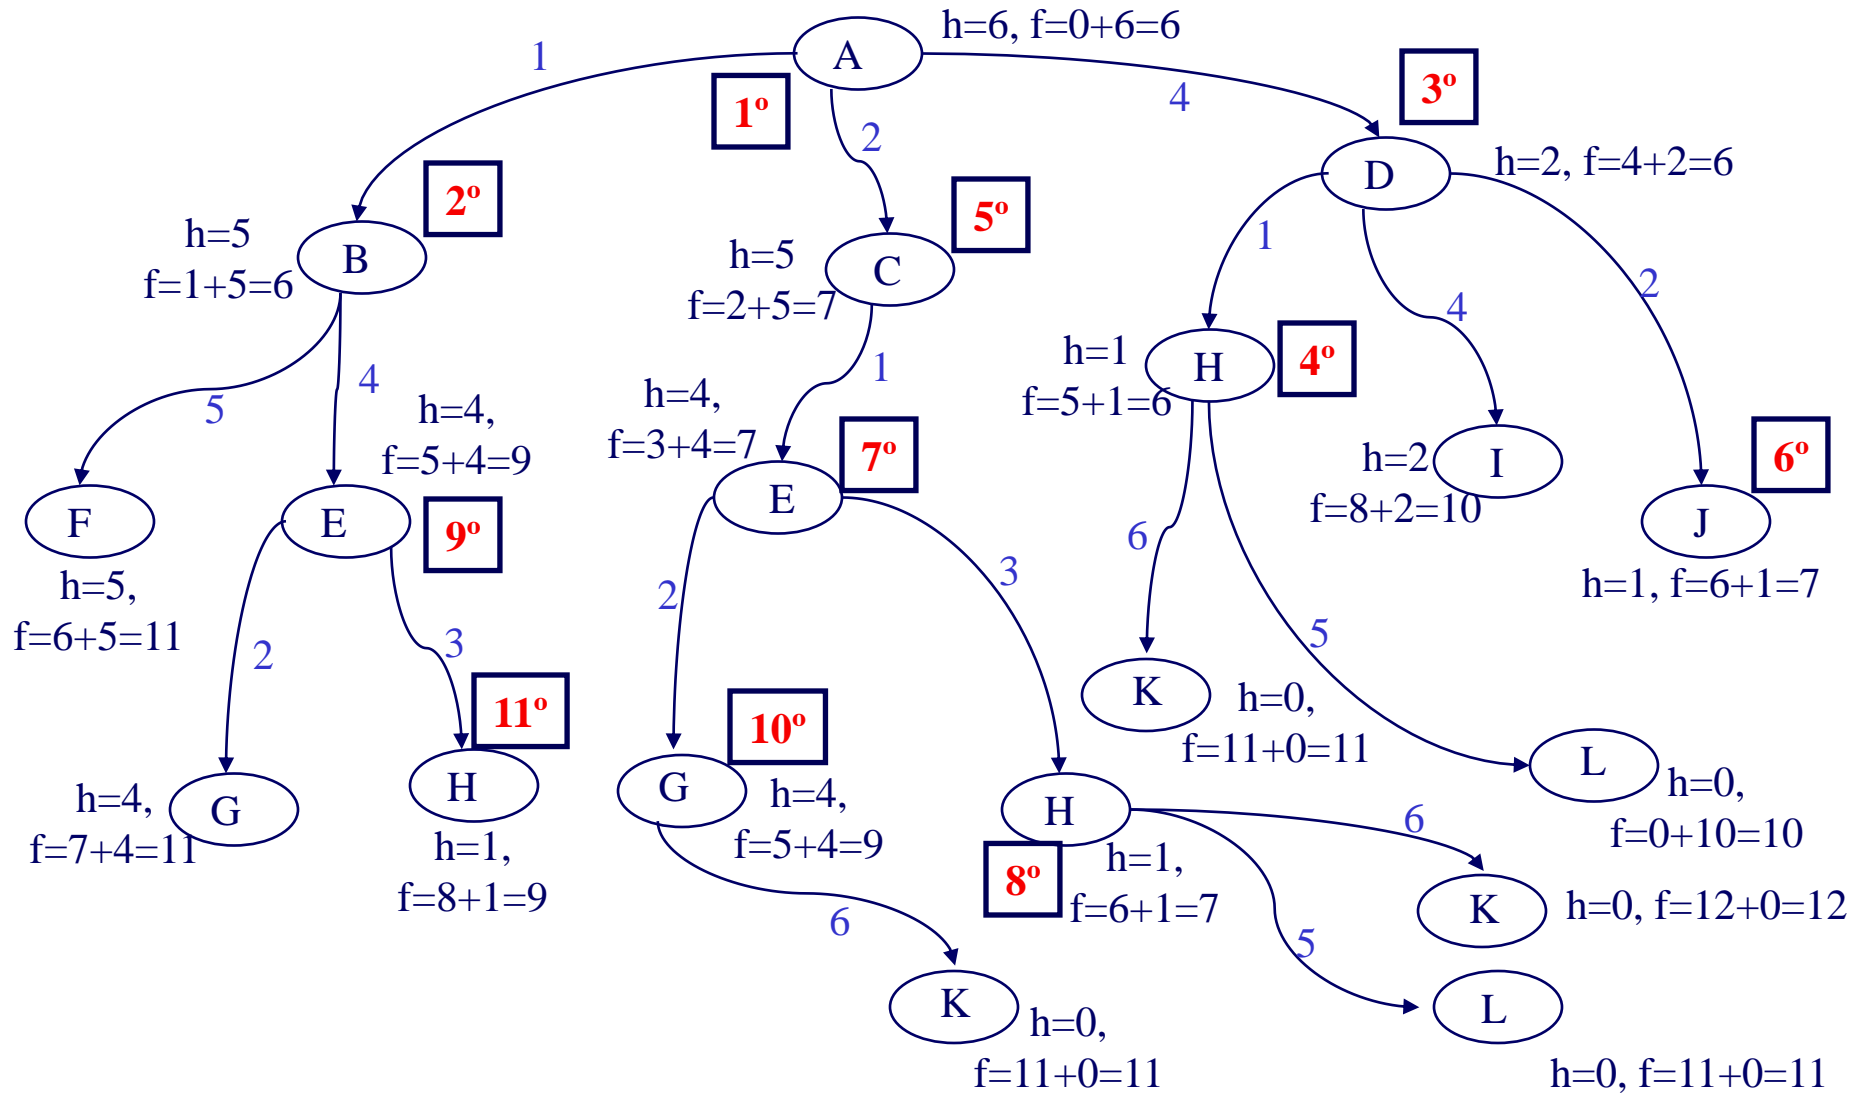 h=6, f=0+6=6
A
1
4
3º
1º
2
D
h=2, f=4+2=6
2º
5º
h=5
f=1+5=6
B
h=5
f=2+5=7
C
1
4
2
h=1
f=5+1=6
H
4º
5
4
1
h=4,
f=5+4=9
h=4,
f=3+4=7
7º
h=2
f=8+2=10
I
6º
F
E
9º
E
J
h=5,
f=6+5=11
6
3
h=1, f=6+1=7
2
3
2
5
11º
10º
K
h=0,
f=11+0=11
h=4,
f=7+4=11
G
H
h=1,
f=8+1=9
G
h=4,
f=5+4=9
H
6
L
h=0,
f=0+10=10
8º
h=1,
f=6+1=7
K
h=0, f=12+0=12
6
5
K
h=0,
f=11+0=11
L
h=0, f=11+0=11